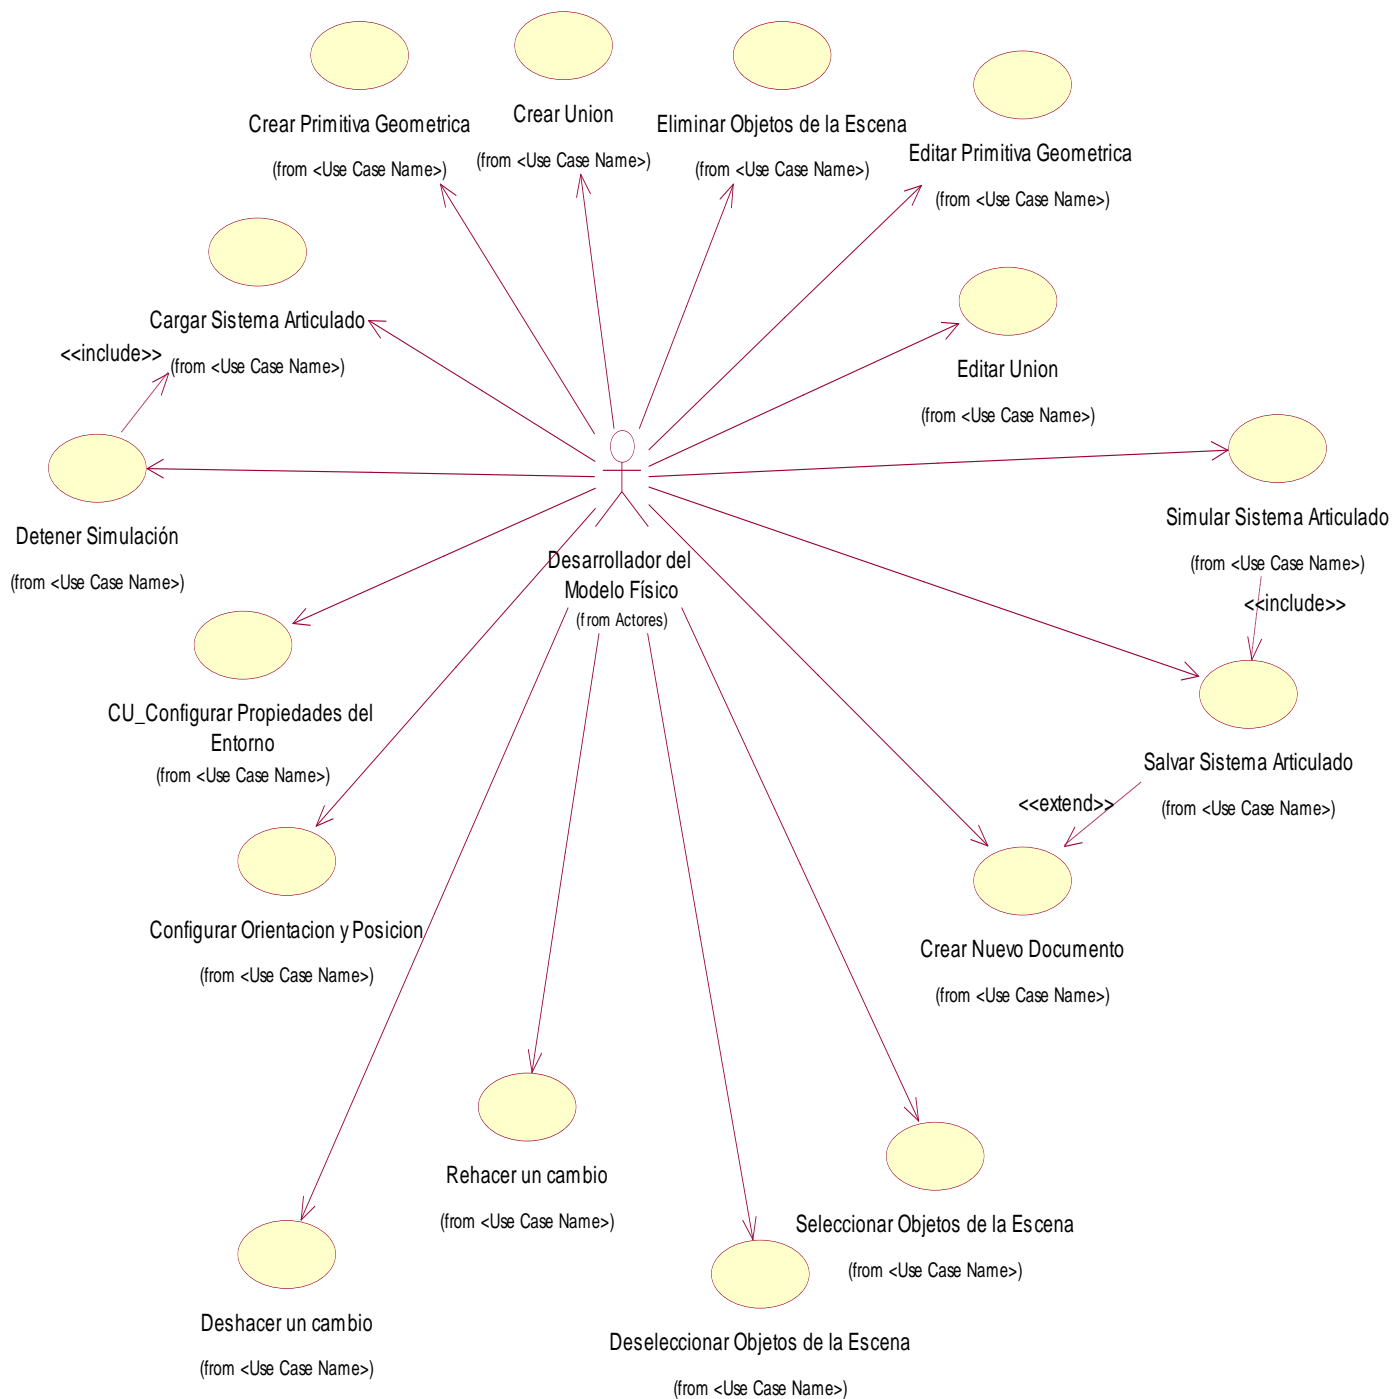 Crear Primitiva Geometrica
(from <Use Case Name>)
Crear Union
(from <Use Case Name>)
Eliminar Objetos de la Escena
(from <Use Case Name>)
Editar Primitiva Geometrica
(from <Use Case Name>)
Cargar Sistema Articulado
(from <Use Case Name>)
<<include>>
Editar Union
(from <Use Case Name>)
Detener Simulación
(from <Use Case Name>)
Desarrollador del
Modelo Físico
(from Actores)
Simular Sistema Articulado
(from <Use Case Name>)
<<include>>
CU_Configurar Propiedades del
Entorno
(from <Use Case Name>)
Salvar Sistema Articulado
(from <Use Case Name>)
<<extend>>
Configurar Orientacion y Posicion
(from <Use Case Name>)
Crear Nuevo Documento
(from <Use Case Name>)
Rehacer un cambio
(from <Use Case Name>)
Seleccionar Objetos de la Escena
(from <Use Case Name>)
Deshacer un cambio
(from <Use Case Name>)
Deseleccionar Objetos de la Escena
(from <Use Case Name>)